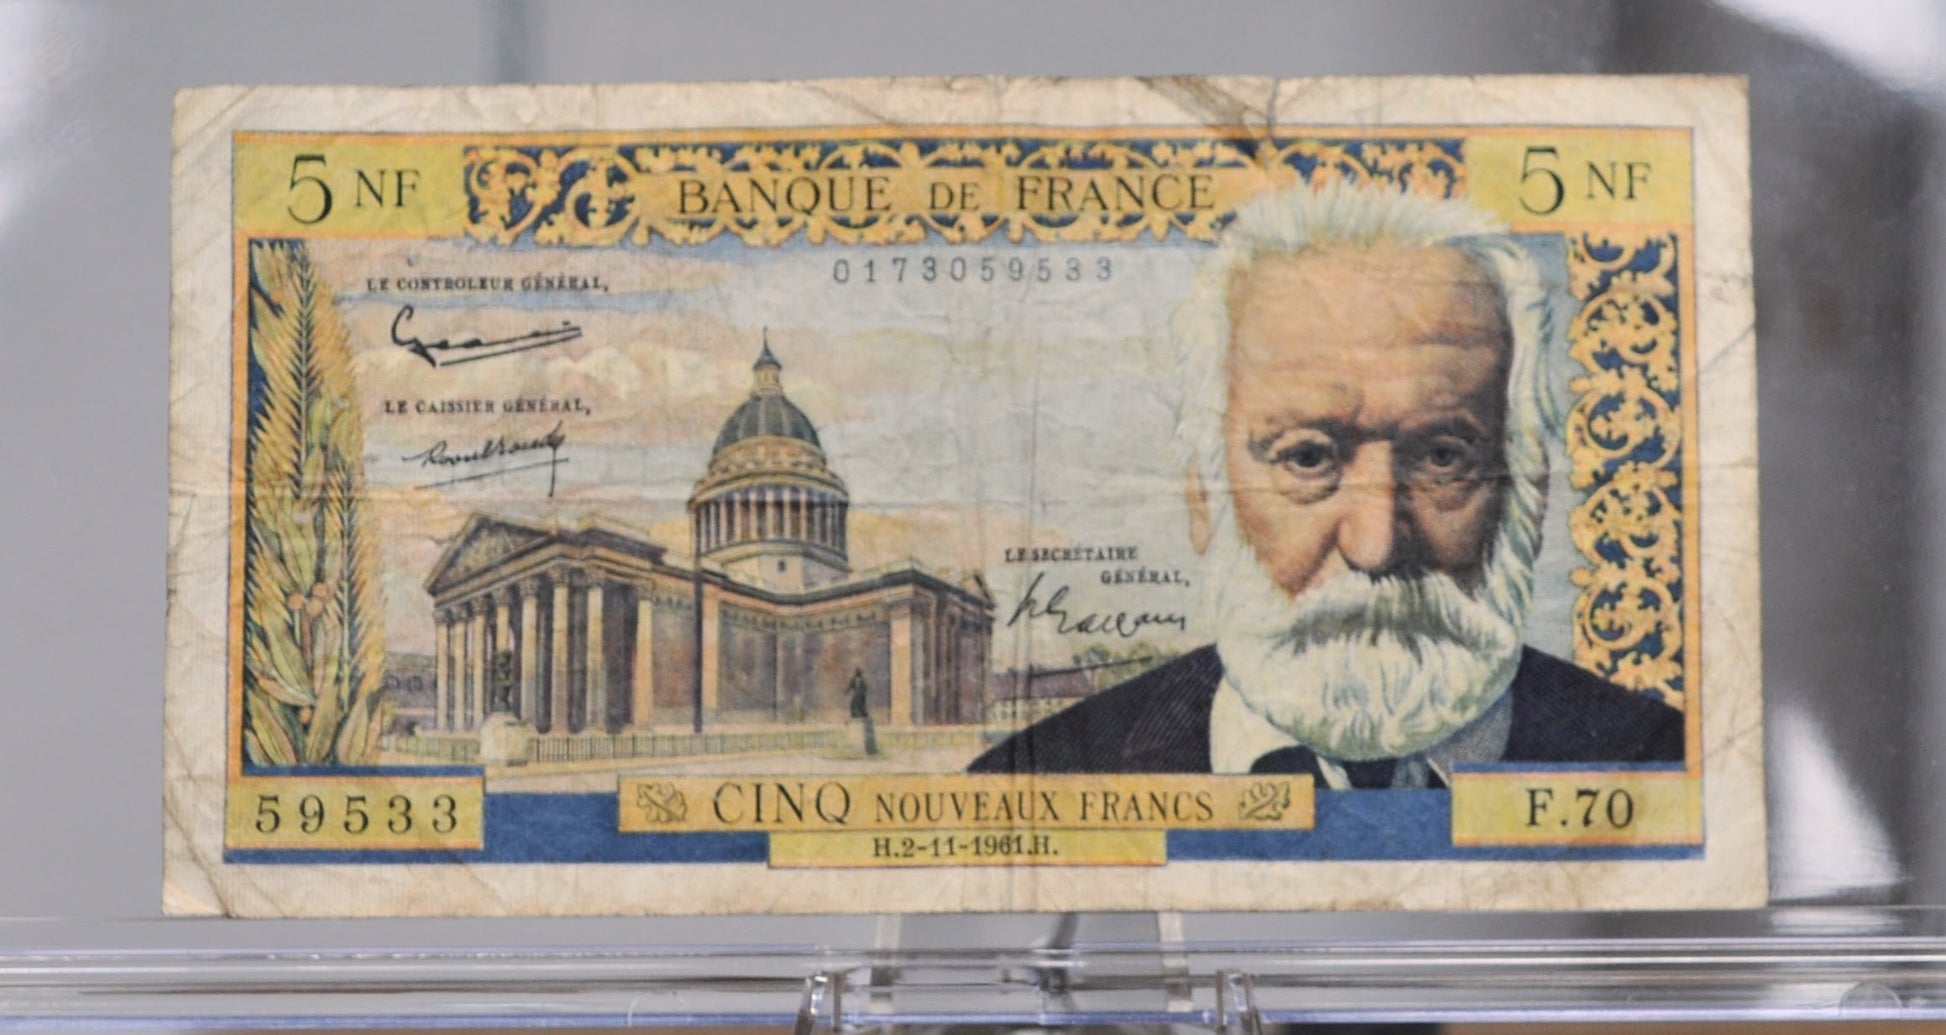 5 NF
BANQUE DE FRANCE
5 NF
0173059533
LE CONTROLEUR GÉNÉRAL,
LE CAISSIER GÉNÉRAL,
LE SECRÉTAIRE
GÉNÉRAL,
59533
CINQ NOUVEAUX FRANCS
F.70
H.2-11-1961.H.